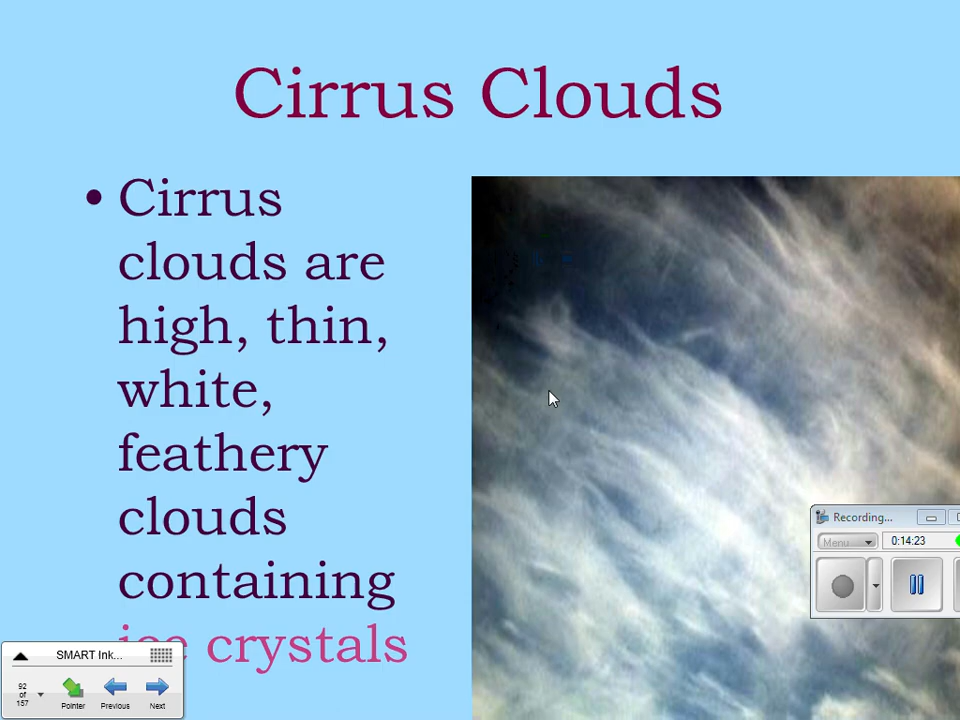 Cirrus Clouds
• Cirrus
clouds are
high, thin,
white,
feathery
clouds
containing
ice crystals
Recording...
Menu
0:14:23
SMART Ink...
92
of
157
Pointer
Previous
Next